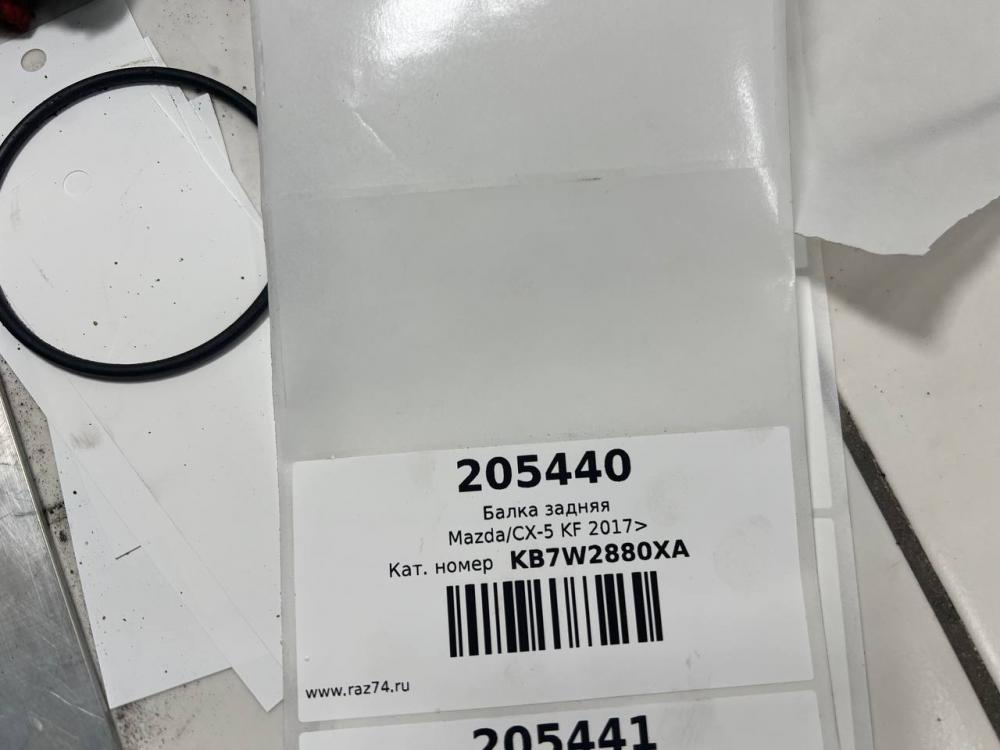 205440
Балка задняя
Mazda/CX-5 KF 2017>
Кат. номер KB7W2880XA
www.raz74.ru
205441